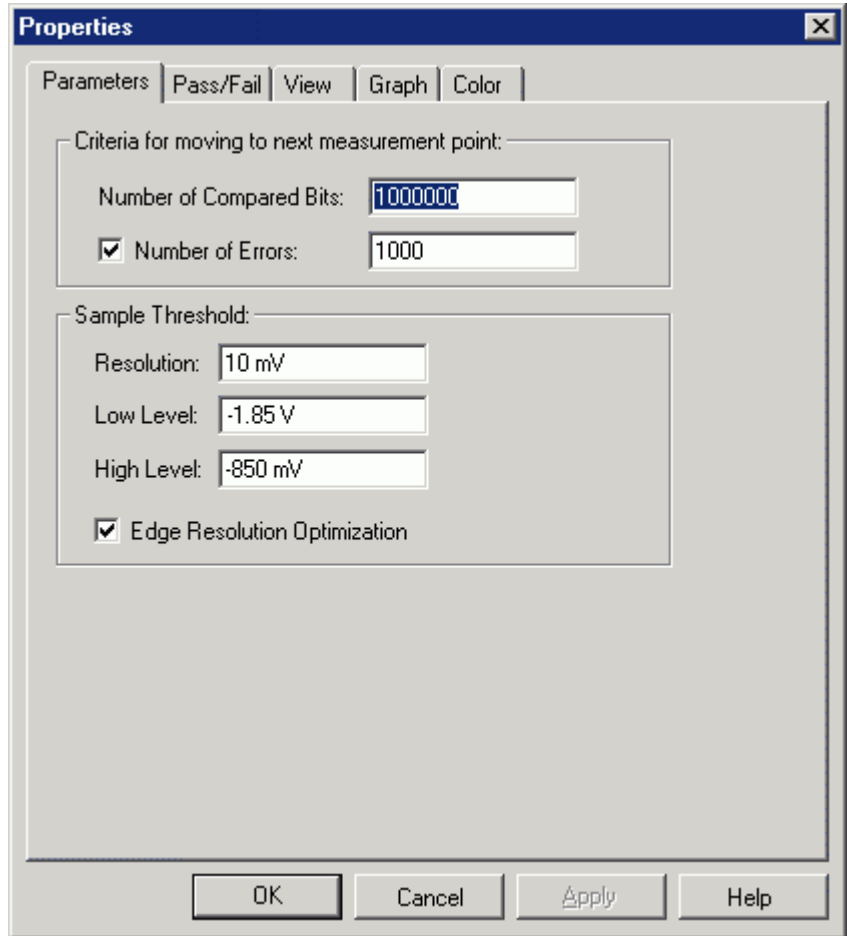 Properties
Parameters Pass/Fail View Graph Color
Criteria for moving to next measurement point:
Number of Compared Bits: 1000000
Number of Errors: 1000
Sample Threshold:
Resolution: 10 mV
Low Level: -1.85 V
High Level: -850 mV
Edge Resolution Optimization
OK Cancel Apply Help